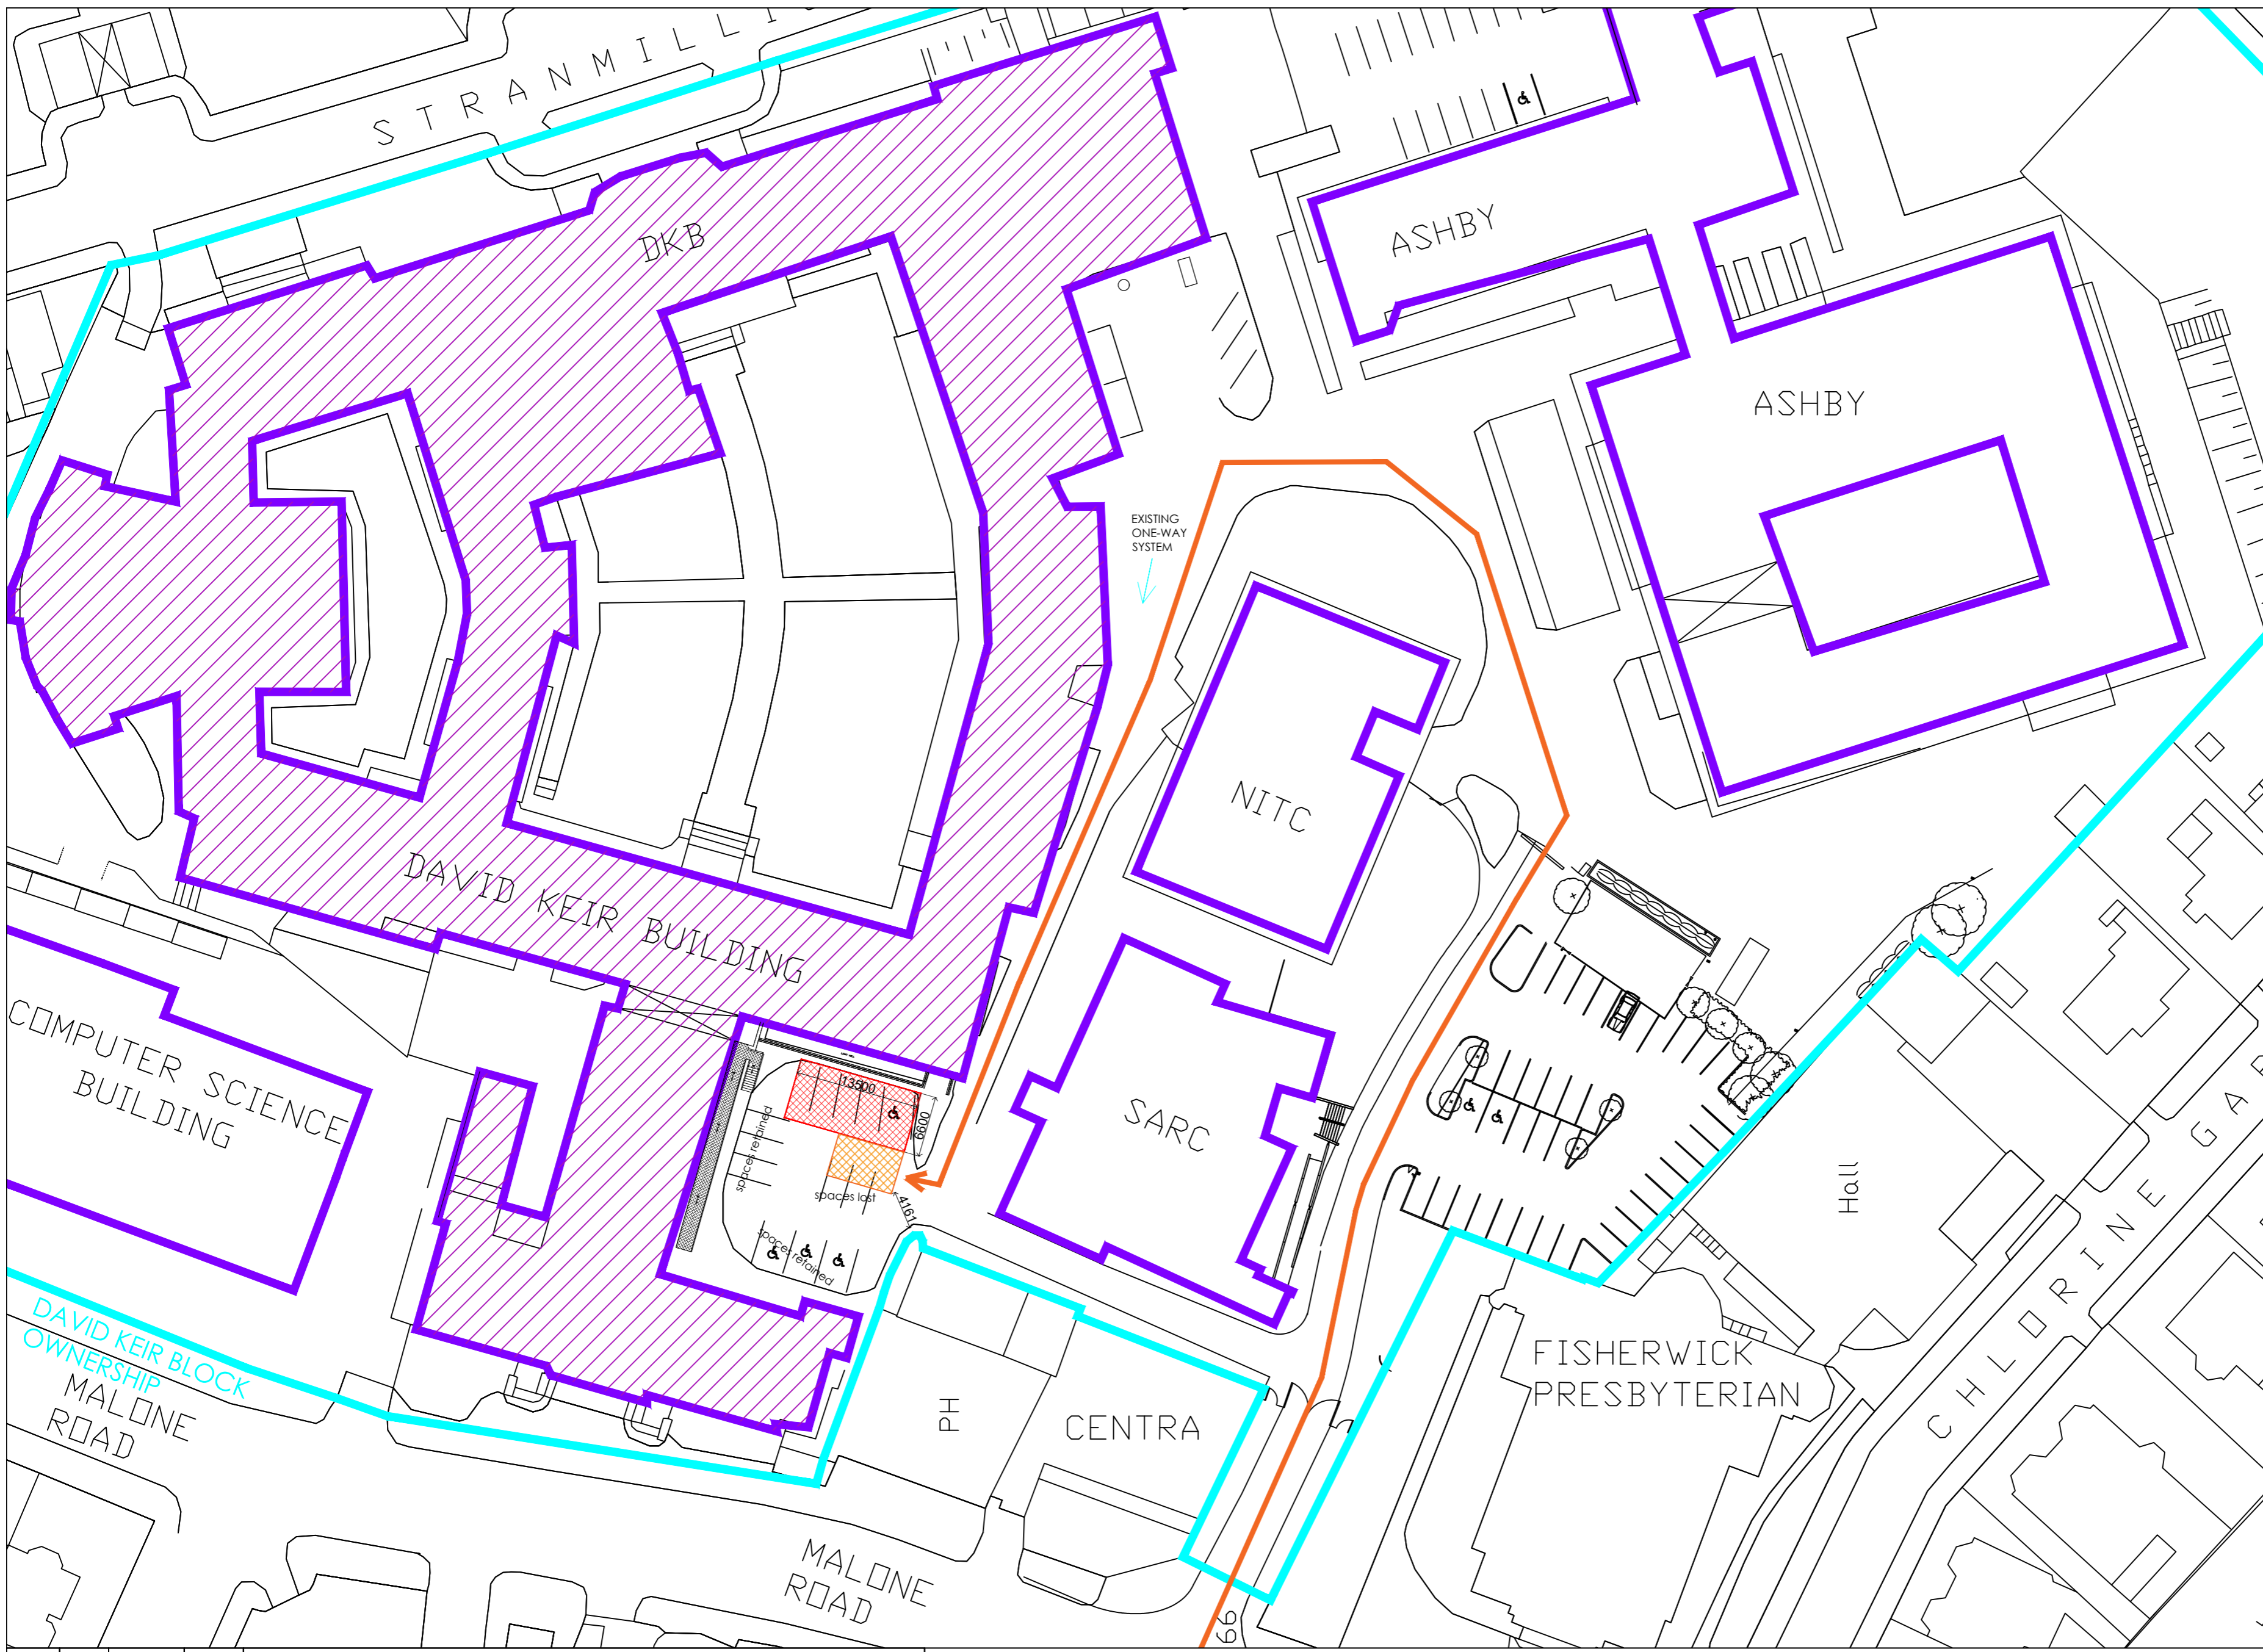 STRANMILLI
DKB
ASHBY
ASHBY
EXISTING
ONE-WAY
SYSTEM
NITC
DAVID KEIR BUILDING
COMPUTER SCIENCE
BUILDING
13500
6600
spaces retained
spaces lost
4161
spaces retained
SARC
Hall
CHLORINE GAR
DAVID KEIR BLOCK
OWNERSHIP
MALONE
ROAD
PH
CENTRA
FISHERWICK
PRESBYTERIAN
MALONE
ROAD
99